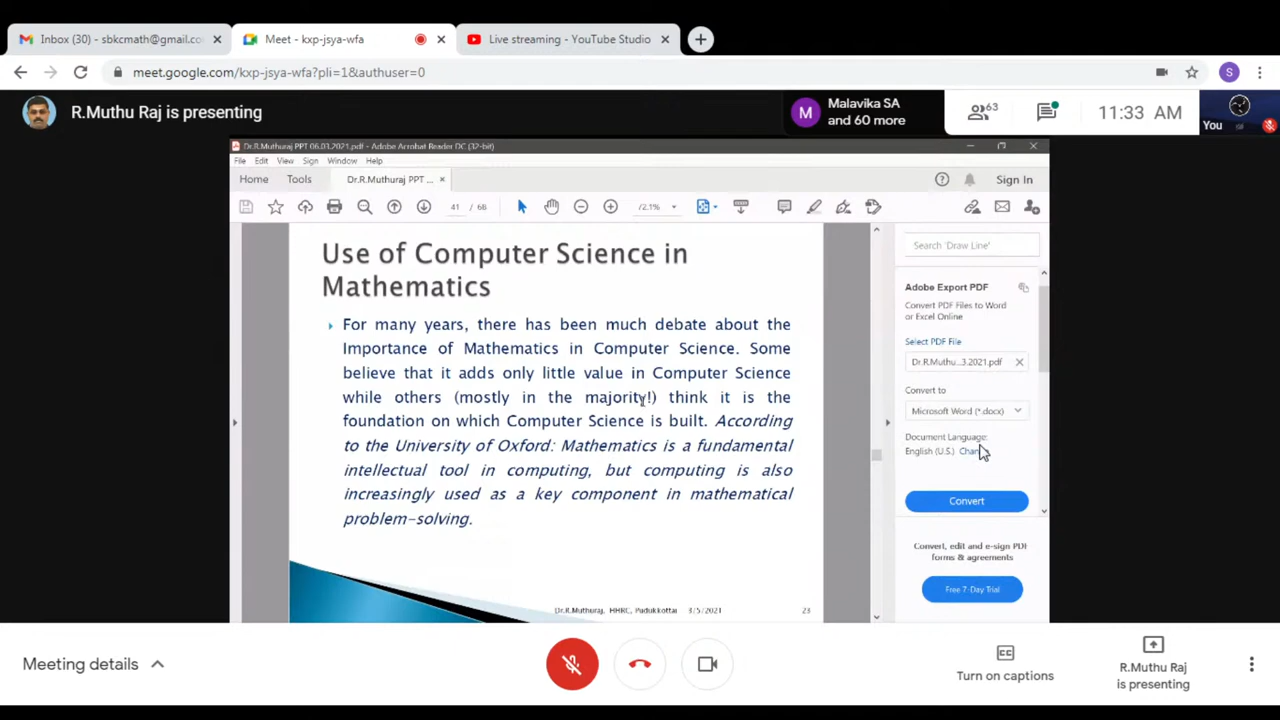 Inbox (30) - sbkcmath@gmail.co
Meet - kxp-jsya-wfa
Live streaming - YouTube Studio
meet.google.com/kxp-jsya-wfa?pli=1&authuser=0
S
R.Muthu Raj is presenting
M
Malavika SA
and 60 more
63
11:33 AM
You
Dr.R.Muthuraj PPT 06.03.2021.pdf - Adobe Acrobat Reader DC (32-bit)
File Edit View Sign Window Help
Home Tools Dr.R.Muthuraj PPT ...
Sign In
41 / 66
72.1%
Use of Computer Science in
Mathematics
For many years, there has been much debate about the
Importance of Mathematics in Computer Science. Some
believe that it adds only little value in Computer Science
while others (mostly in the majority!) think it is the
foundation on which Computer Science is built. According
to the University of Oxford: Mathematics is a fundamental
intellectual tool in computing, but computing is also
increasingly used as a key component in mathematical
problem-solving.
Dr.R.Muthuraj, HHRC, Pudukkottai 3/5/2021 23
Search 'Draw Line'
Adobe Export PDF
Convert PDF Files to Word
or Excel Online
Select PDF File
Dr.R.Muthu...3.2021.pdf
Convert to
Microsoft Word (*.docx)
Document Language:
English (U.S.) Chan
Convert
Convert, edit and e-sign PDF
forms & agreements
Free 7-Day Trial
Meeting details
CC
Turn on captions
R.Muthu Raj
is presenting